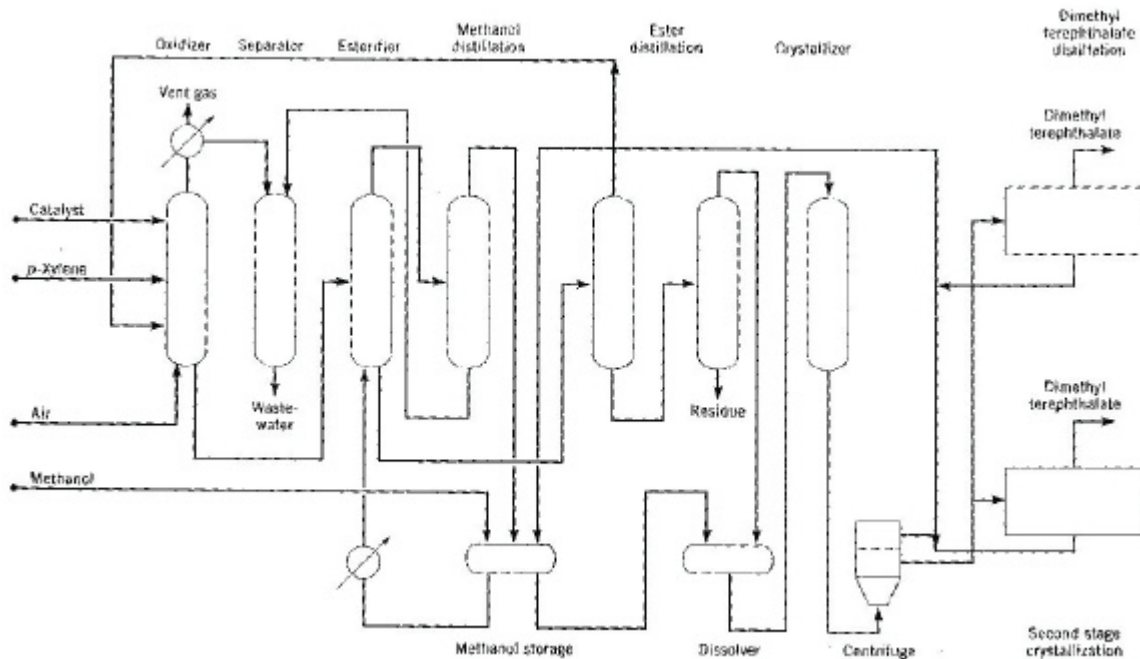 Dimethyl
terephthalate
distillation
Methanol
distillation
Ester
distillation
Oxidizer
Separator
Esterifier
Crystallizer
Vent gas
Dimethyl
terephthalate
Catalyst
p-Xylene
Air
Waste-
water
Residue
Dimethyl
terephthalate
Methanol
Methanol storage
Dissolver
Centrifuge
Second stage
crystallization